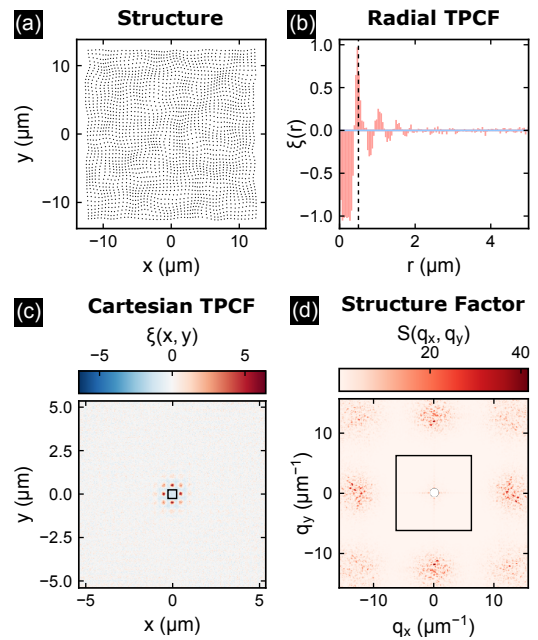 (a) Structure
10
0
−10
y (μm)
−10 0 10
x (μm)
(b) Radial TPCF
1.0
0.5
0.0
−0.5
−1.0
ξ(r)
0 2 4
r (μm)
(c) Cartesian TPCF
ξ(x, y)
−5 0 5
5.0
2.5
0.0
−2.5
−5.0
y (μm)
−5 0 5
x (μm)
(d) Structure Factor
S(qx, qy)
20 40
10
0
−10
qy (μm⁻¹)
−10 0 10
qx (μm⁻¹)